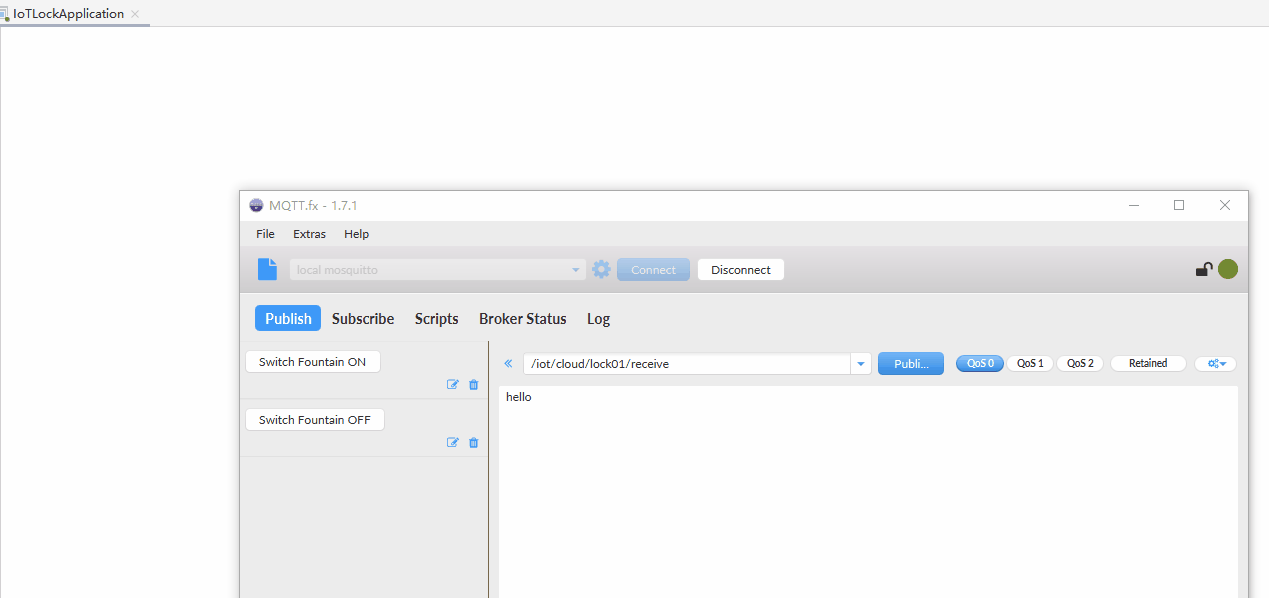 IoTLockApplication
MQTT.fx - 1.7.1
File Extras Help
local mosquitto Connect Disconnect
Publish Subscribe Scripts Broker Status Log
Switch Fountain ON
Switch Fountain OFF
/iot/cloud/lock01/receive Publi... QoS 0 QoS 1 QoS 2 Retained
hello